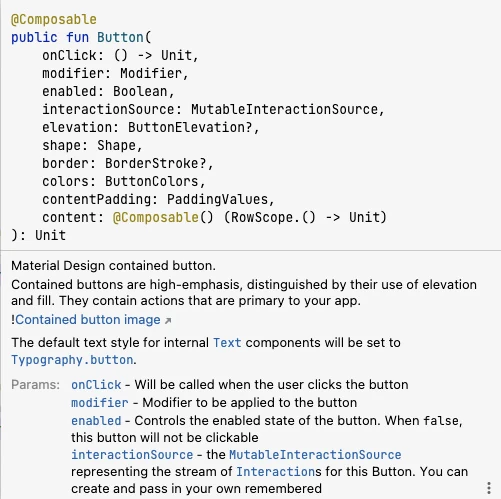 @Composable
public fun Button(
    onClick: () -> Unit,
    modifier: Modifier,
    enabled: Boolean,
    interactionSource: MutableInteractionSource,
    elevation: ButtonElevation?,
    shape: Shape,
    border: BorderStroke?,
    colors: ButtonColors,
    contentPadding: PaddingValues,
    content: @Composable() (RowScope.() -> Unit)
): Unit
Material Design contained button.
Contained buttons are high-emphasis, distinguished by their use of elevation
and fill. They contain actions that are primary to your app.
!Contained button image ↗
The default text style for internal Text components will be set to
Typography.button.
Params: onClick - Will be called when the user clicks the button
modifier - Modifier to be applied to the button
enabled - Controls the enabled state of the button. When false,
this button will not be clickable
interactionSource - the MutableInteractionSource
representing the stream of Interactions for this Button. You can
create and pass in your own remembered